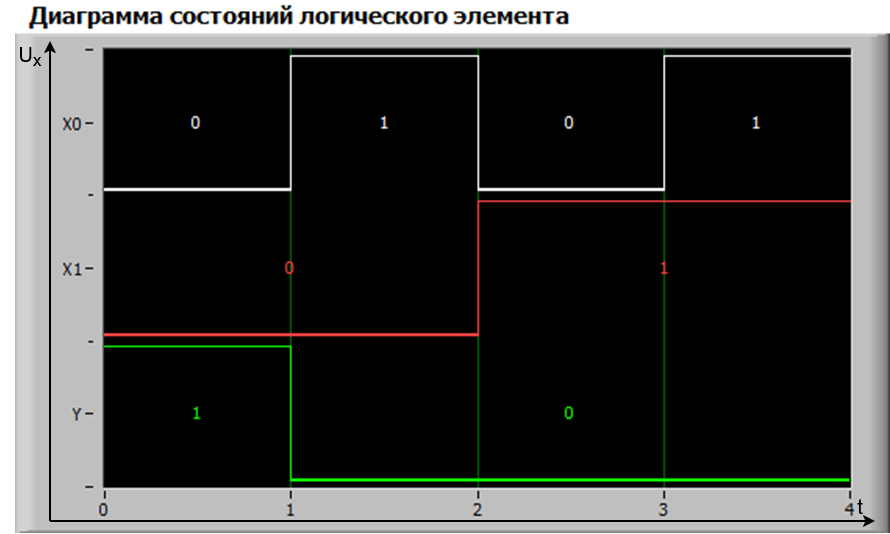 Диаграмма состояний логического элемента
Ux
X0
0 1 0 1
X1
0 1
Y
1 0
0 1 2 3 4 t